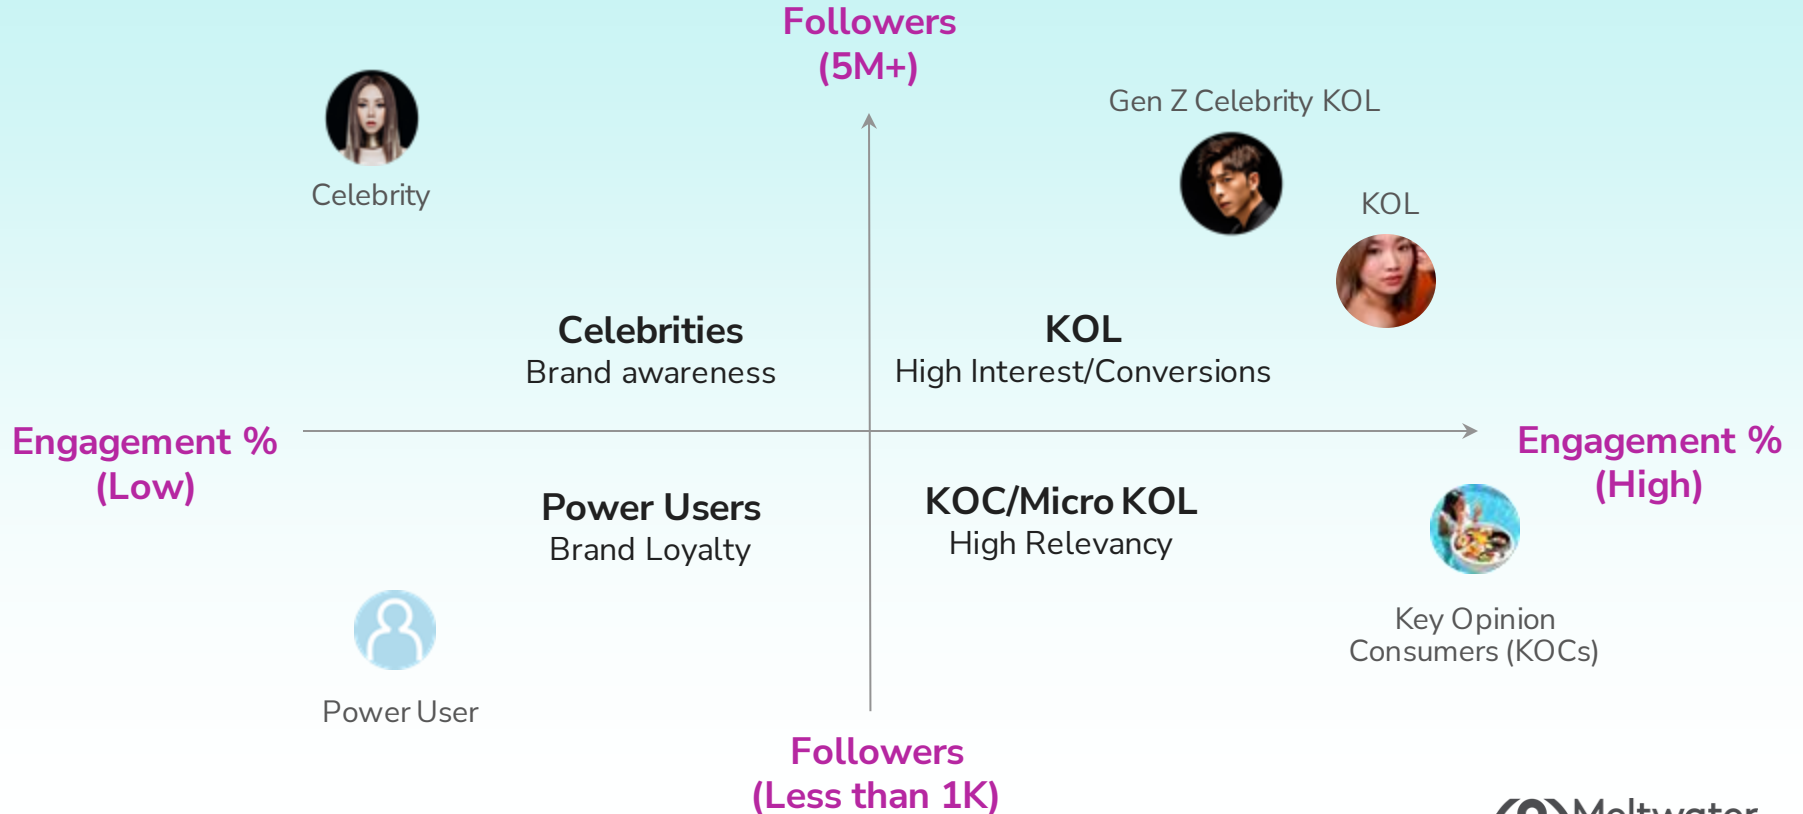 Followers
(5M+)
Gen Z Celebrity KOL
Celebrity
KOL
Celebrities
Brand awareness
KOL
High Interest/Conversions
Engagement %
(Low)
Engagement %
(High)
Power Users
Brand Loyalty
KOC/Micro KOL
High Relevancy
Key Opinion
Consumers (KOCs)
Power User
Followers
(Less than 1K)
Meltwater